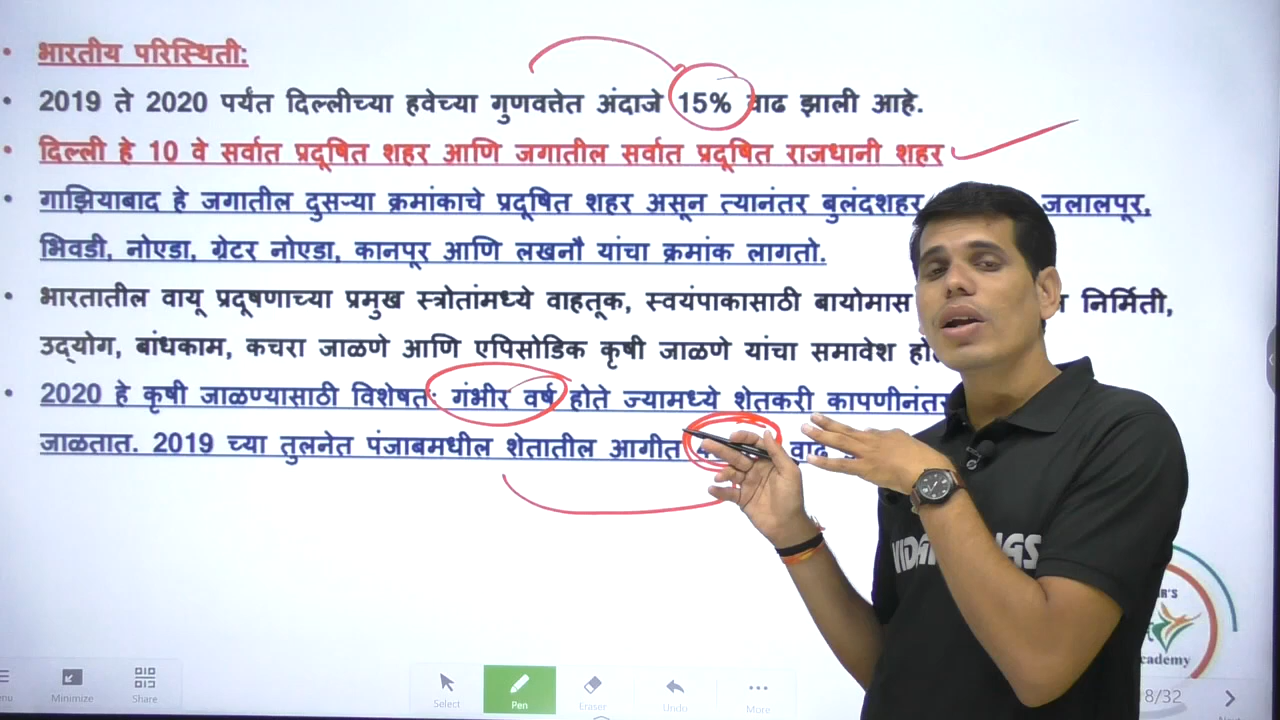 भारतीय परिस्थिती:
2019 ते 2020 पर्यंत दिल्लीच्या हवेच्या गुणवत्तेत अंदाजे 15% वाढ झाली आहे.
दिल्ली हे 10 वे सर्वात प्रदूषित शहर आणि जगातील सर्वात प्रदूषित राजधानी शहर
गाझियाबाद हे जगातील दुसऱ्या क्रमांकाचे प्रदूषित शहर असून त्यानंतर बुलंदशहर जलालपूर,
भिवडी, नोएडा, ग्रेटर नोएडा, कानपूर आणि लखनौ यांचा क्रमांक लागतो.
भारतातील वायू प्रदूषणाच्या प्रमुख स्त्रोतांमध्ये वाहतूक, स्वयंपाकासाठी बायोमास निर्मिती,
उद्योग, बांधकाम, कचरा जाळणे आणि एपिसोडिक कृषी जाळणे यांचा समावेश
2020 हे कृषी जाळण्यासाठी विशेषतः गंभीर वर्ष होते ज्यामध्ये शेतकरी कापणीनंतर
जाळतात. 2019 च्या तुलनेत पंजाबमधील शेतातील आगीत वाढ
Minimize
Share
Select
Pen
Eraser
Undo
More
8/32